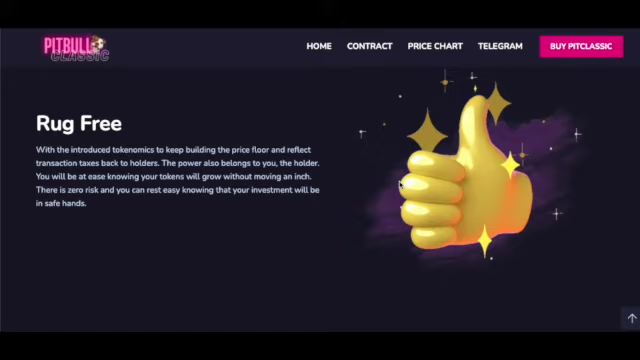 PITBULL
CLASSIC
HOME CONTRACT PRICE CHART TELEGRAM BUY PITCLASSIC
Rug Free
With the introduced tokenomics to keep building the price floor and reflect
transaction taxes back to holders. The power also belongs to you, the holder.
You will be at ease knowing your tokens will grow without moving an inch.
There is zero risk and you can rest easy knowing that your investment will be
in safe hands.